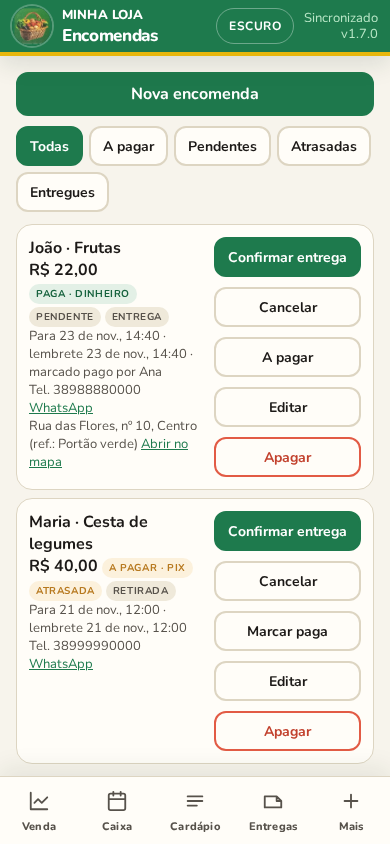 MINHA LOJA
Encomendas
ESCURO
Sincronizado
v1.7.0
Nova encomenda
Todas
A pagar
Pendentes
Atrasadas
Entregues
João · Frutas
R$ 22,00
PAGA · DINHEIRO
PENDENTE
ENTREGA
Para 23 de nov., 14:40 ·
lembrete 23 de nov., 14:40 ·
marcado pago por Ana
Tel. 38988880000
WhatsApp
Rua das Flores, nº 10, Centro
(ref.: Portão verde) Abrir no
mapa
Confirmar entrega
Cancelar
A pagar
Editar
Apagar
Maria · Cesta de
legumes
R$ 40,00 A PAGAR · PIX
ATRASADA
RETIRADA
Para 21 de nov., 12:00 ·
lembrete 21 de nov., 12:00
Tel. 38999990000
WhatsApp
Confirmar entrega
Cancelar
Marcar paga
Editar
Apagar
Venda
Caixa
Cardápio
Entregas
Mais